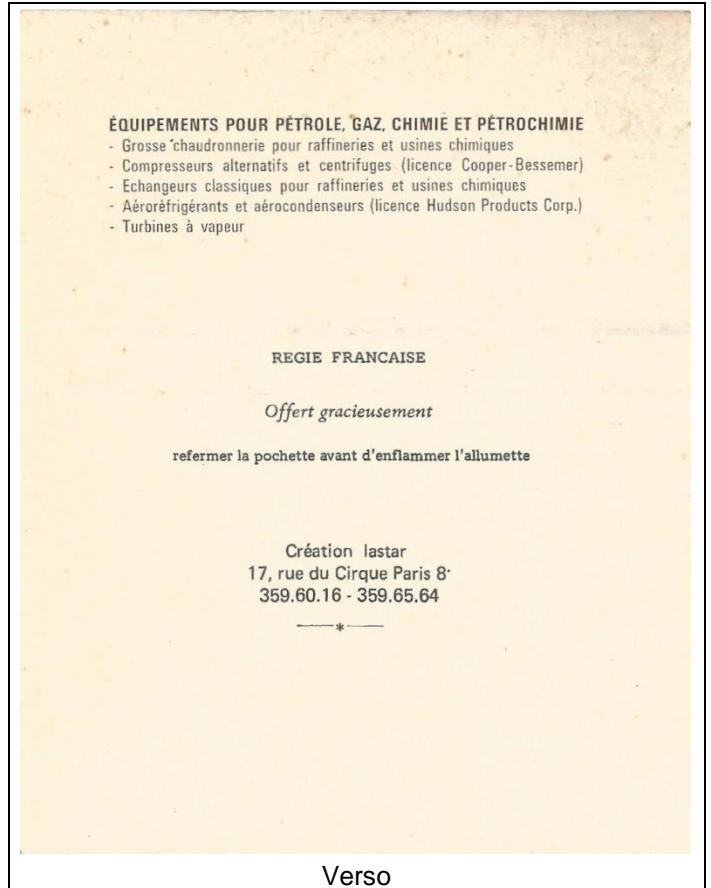 ÉQUIPEMENTS POUR PÉTROLE, GAZ, CHIMIE ET PÉTROCHIMIE
- Grosse chaudronnerie pour raffineries et usines chimiques
- Compresseurs alternatifs et centrifuges (licence Cooper-Bessemer)
- Echangeurs classiques pour raffineries et usines chimiques
- Aéroréfrigérants et aérocondenseurs (licence Hudson Products Corp.)
- Turbines à vapeur
REGIE FRANCAISE
Offert gracieusement
refermer la pochette avant d'enflammer l'allumette
Création Iastar
17, rue du Cirque Paris 8·
359.60.16 - 359.65.64
*
Verso